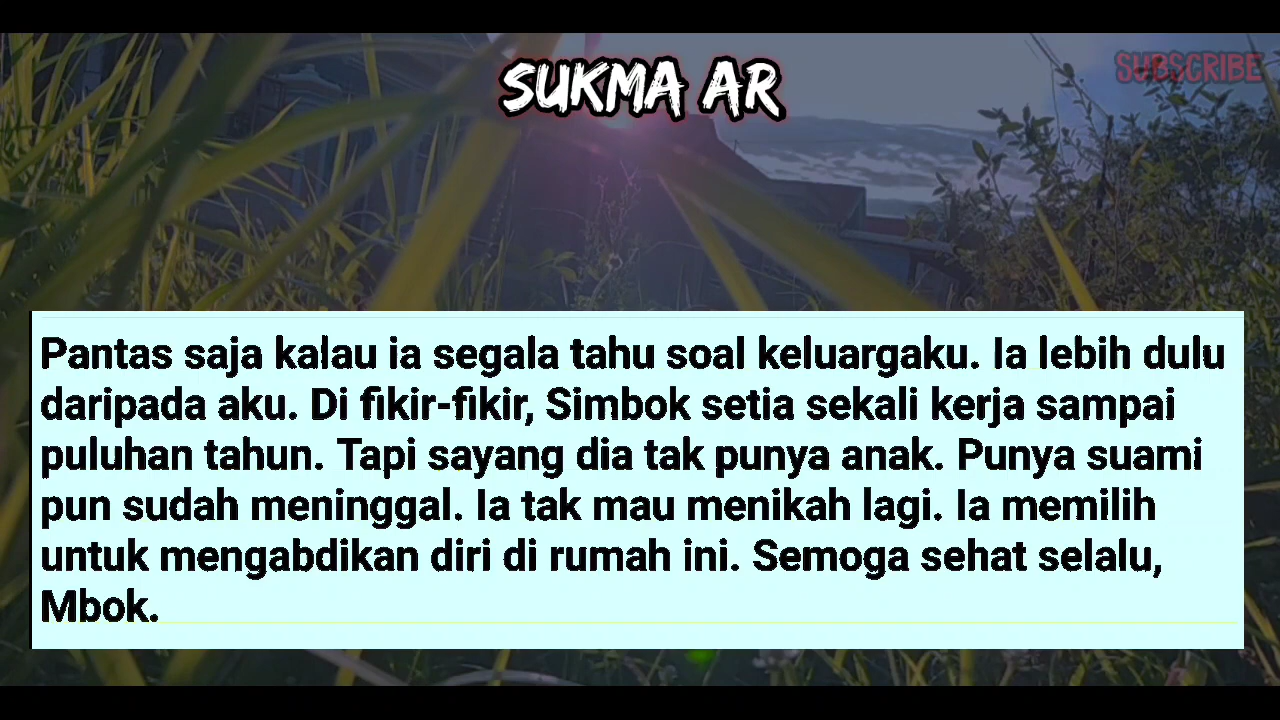 SUKMA AR
SUBSCRIBE
Pantas saja kalau ia segala tahu soal keluargaku. Ia lebih dulu
daripada aku. Di fikir-fikir, Simbok setia sekali kerja sampai
puluhan tahun. Tapi sayang dia tak punya anak. Punya suami
pun sudah meninggal. Ia tak mau menikah lagi. Ia memilih
untuk mengabdikan diri di rumah ini. Semoga sehat selalu,
Mbok.